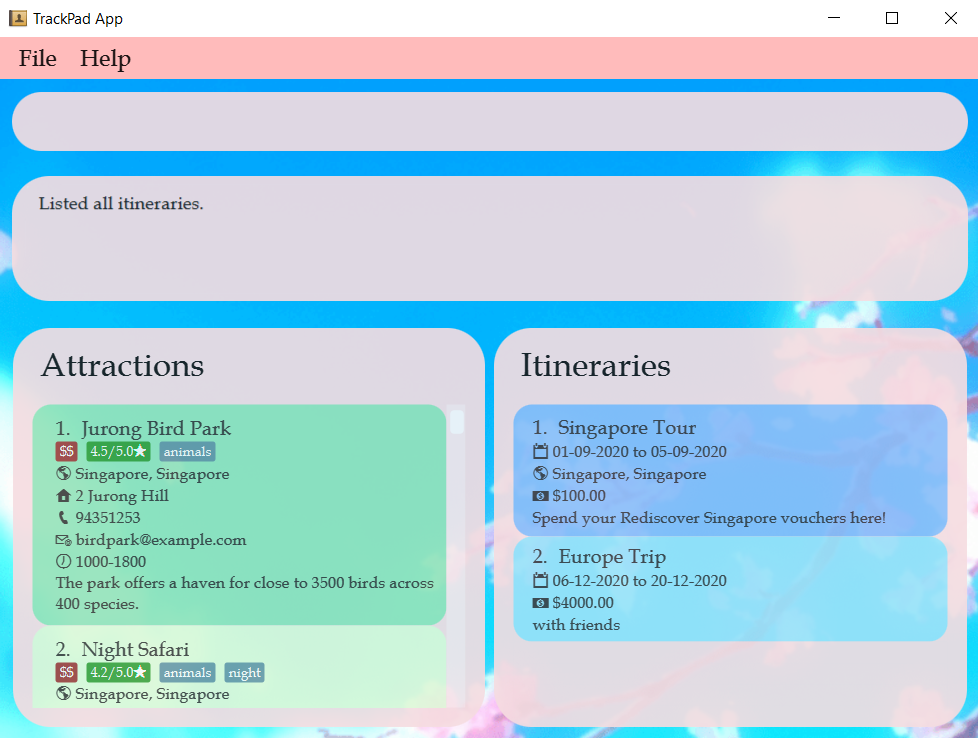 TrackPad App
File Help
Listed all itineraries.
Attractions
1. Jurong Bird Park
$$ 4.5/5.0★ animals
Singapore, Singapore
2 Jurong Hill
94351253
birdpark@example.com
1000-1800
The park offers a haven for close to 3500 birds across
400 species.
2. Night Safari
$$ 4.2/5.0★ animals night
Singapore, Singapore
Itineraries
1. Singapore Tour
01-09-2020 to 05-09-2020
Singapore, Singapore
$100.00
Spend your Rediscover Singapore vouchers here!
2. Europe Trip
06-12-2020 to 20-12-2020
$4000.00
with friends